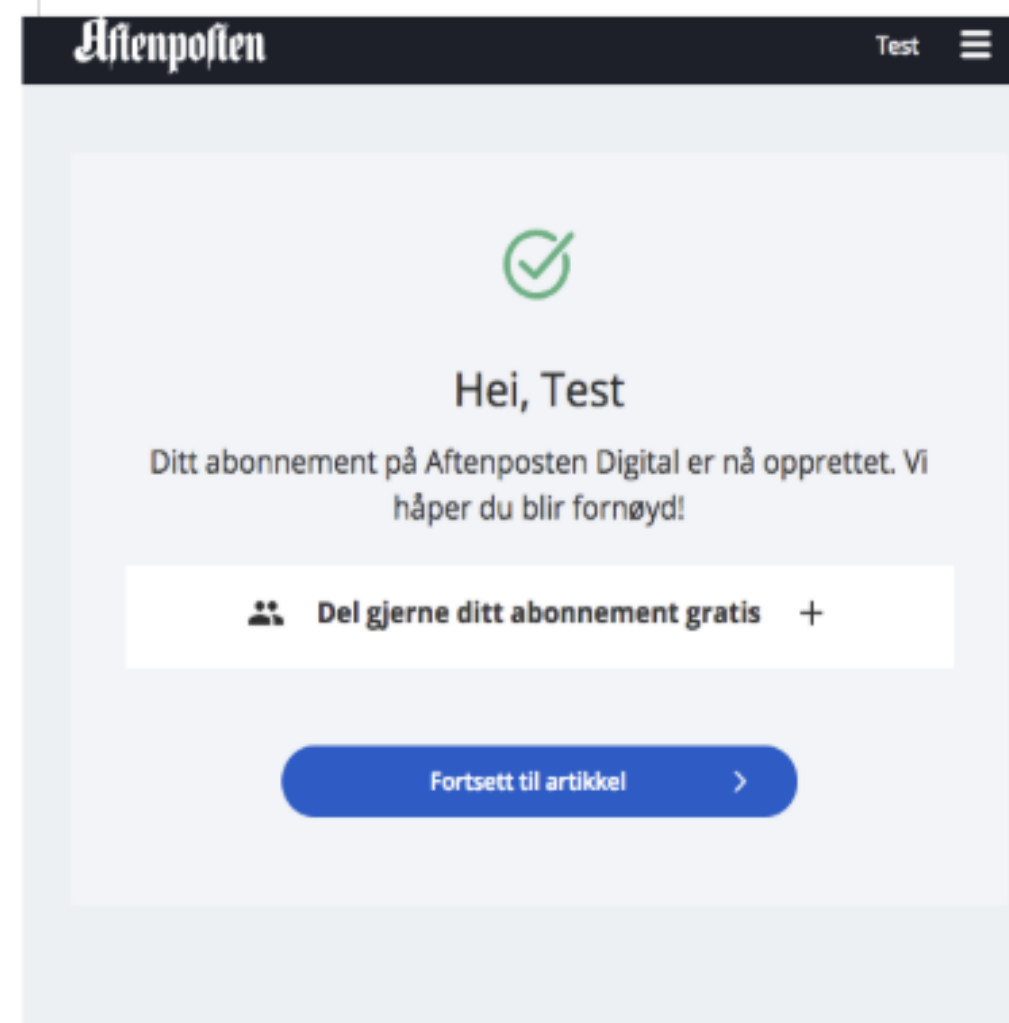 Aftenposten
Test
Hei, Test
Ditt abonnement på Aftenposten Digital er nå opprettet. Vi
håper du blir fornøyd!
Del gjerne ditt abonnement gratis +
Fortsett til artikkel